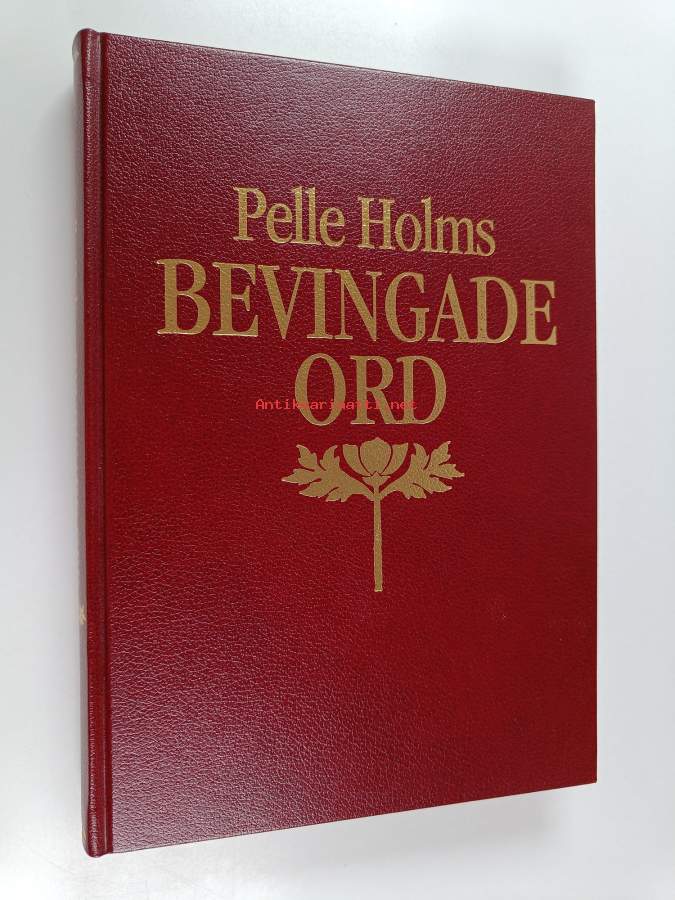 Pelle Holms
BEVINGADE
ORD
Antikvariaatti.net